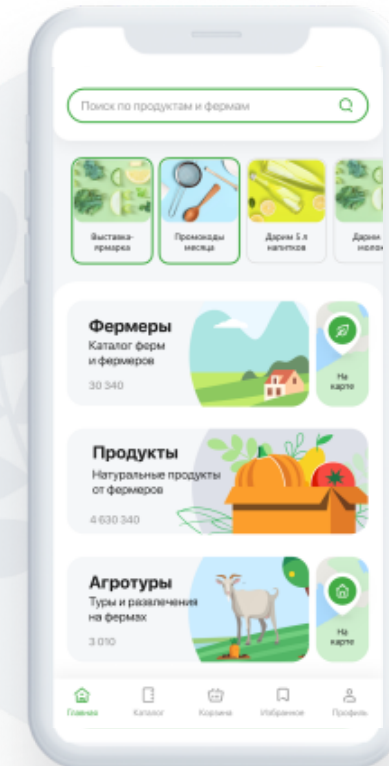 Поиск по продуктам и фермам
Выставка-
ярмарка
Промокоды
месяца
Дарим 5 л
напитков
Дарим
молок
Фермеры
Каталог ферм
и фермеров
30 340
На
карте
Продукты
Натуральные продукты
от фермеров
4 630 340
Агротуры
Туры и развлечения
на фермах
3 010
На
карте
Главная
Каталог
Корзина
Избранное
Профиль